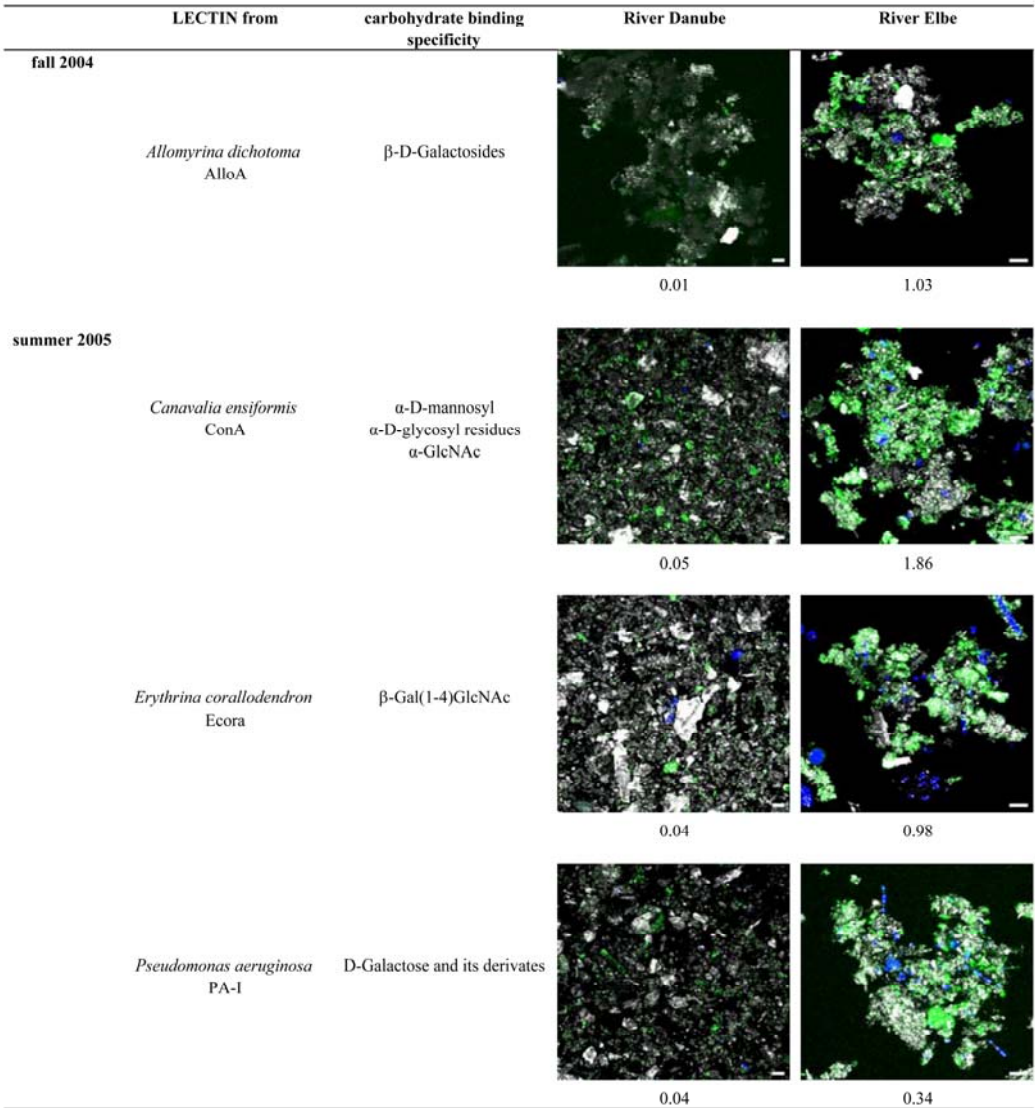 LECTIN from carbohydrate binding River Danube River Elbe
specificity
fall 2004
Allomyrina dichotoma β-D-Galactosides
AlloA
0.01 1.03
summer 2005
Canavalia ensiformis α-D-mannosyl
ConA α-D-glycosyl residues
α-GlcNAc
0.05 1.86
Erythrina corallodendron β-Gal(1-4)GlcNAc
Ecora
0.04 0.98
Pseudomonas aeruginosa D-Galactose and its derivates
PA-I
0.04 0.34